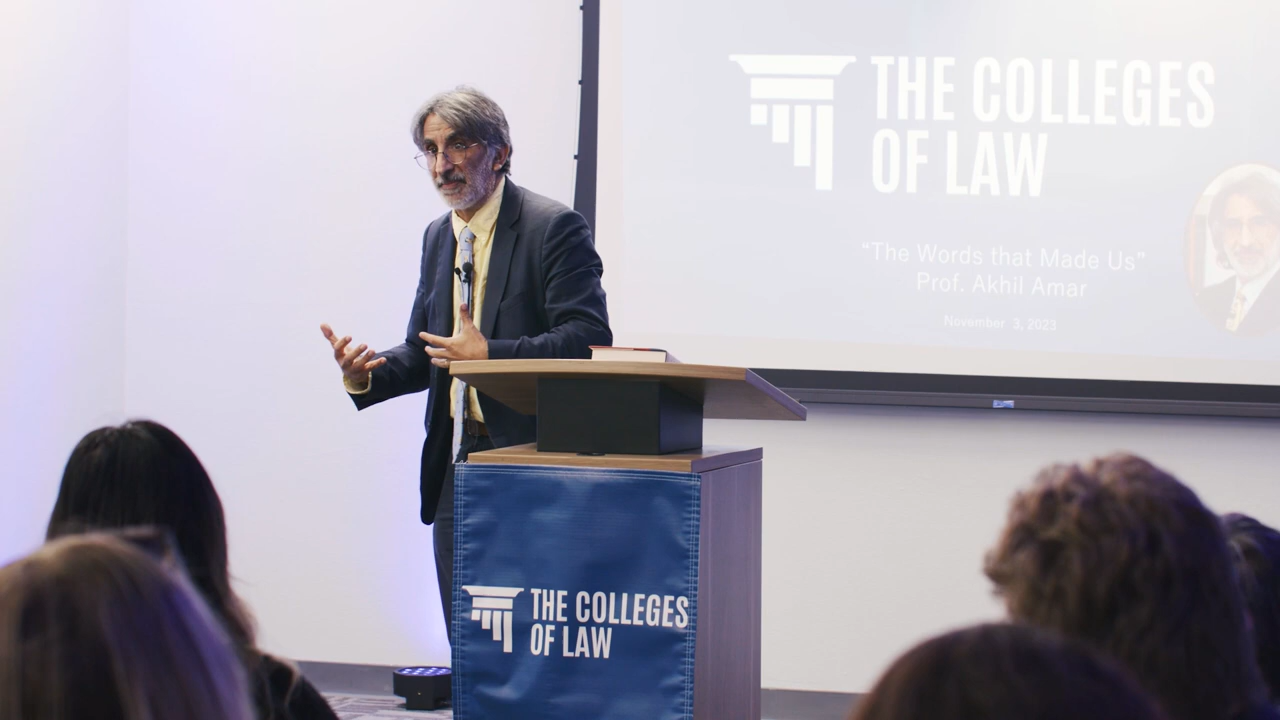 THE COLLEGES
OF LAW
“The Words that Made Us”
Prof. Akhil Amar
November 3, 2023
THE COLLEGES
OF LAW